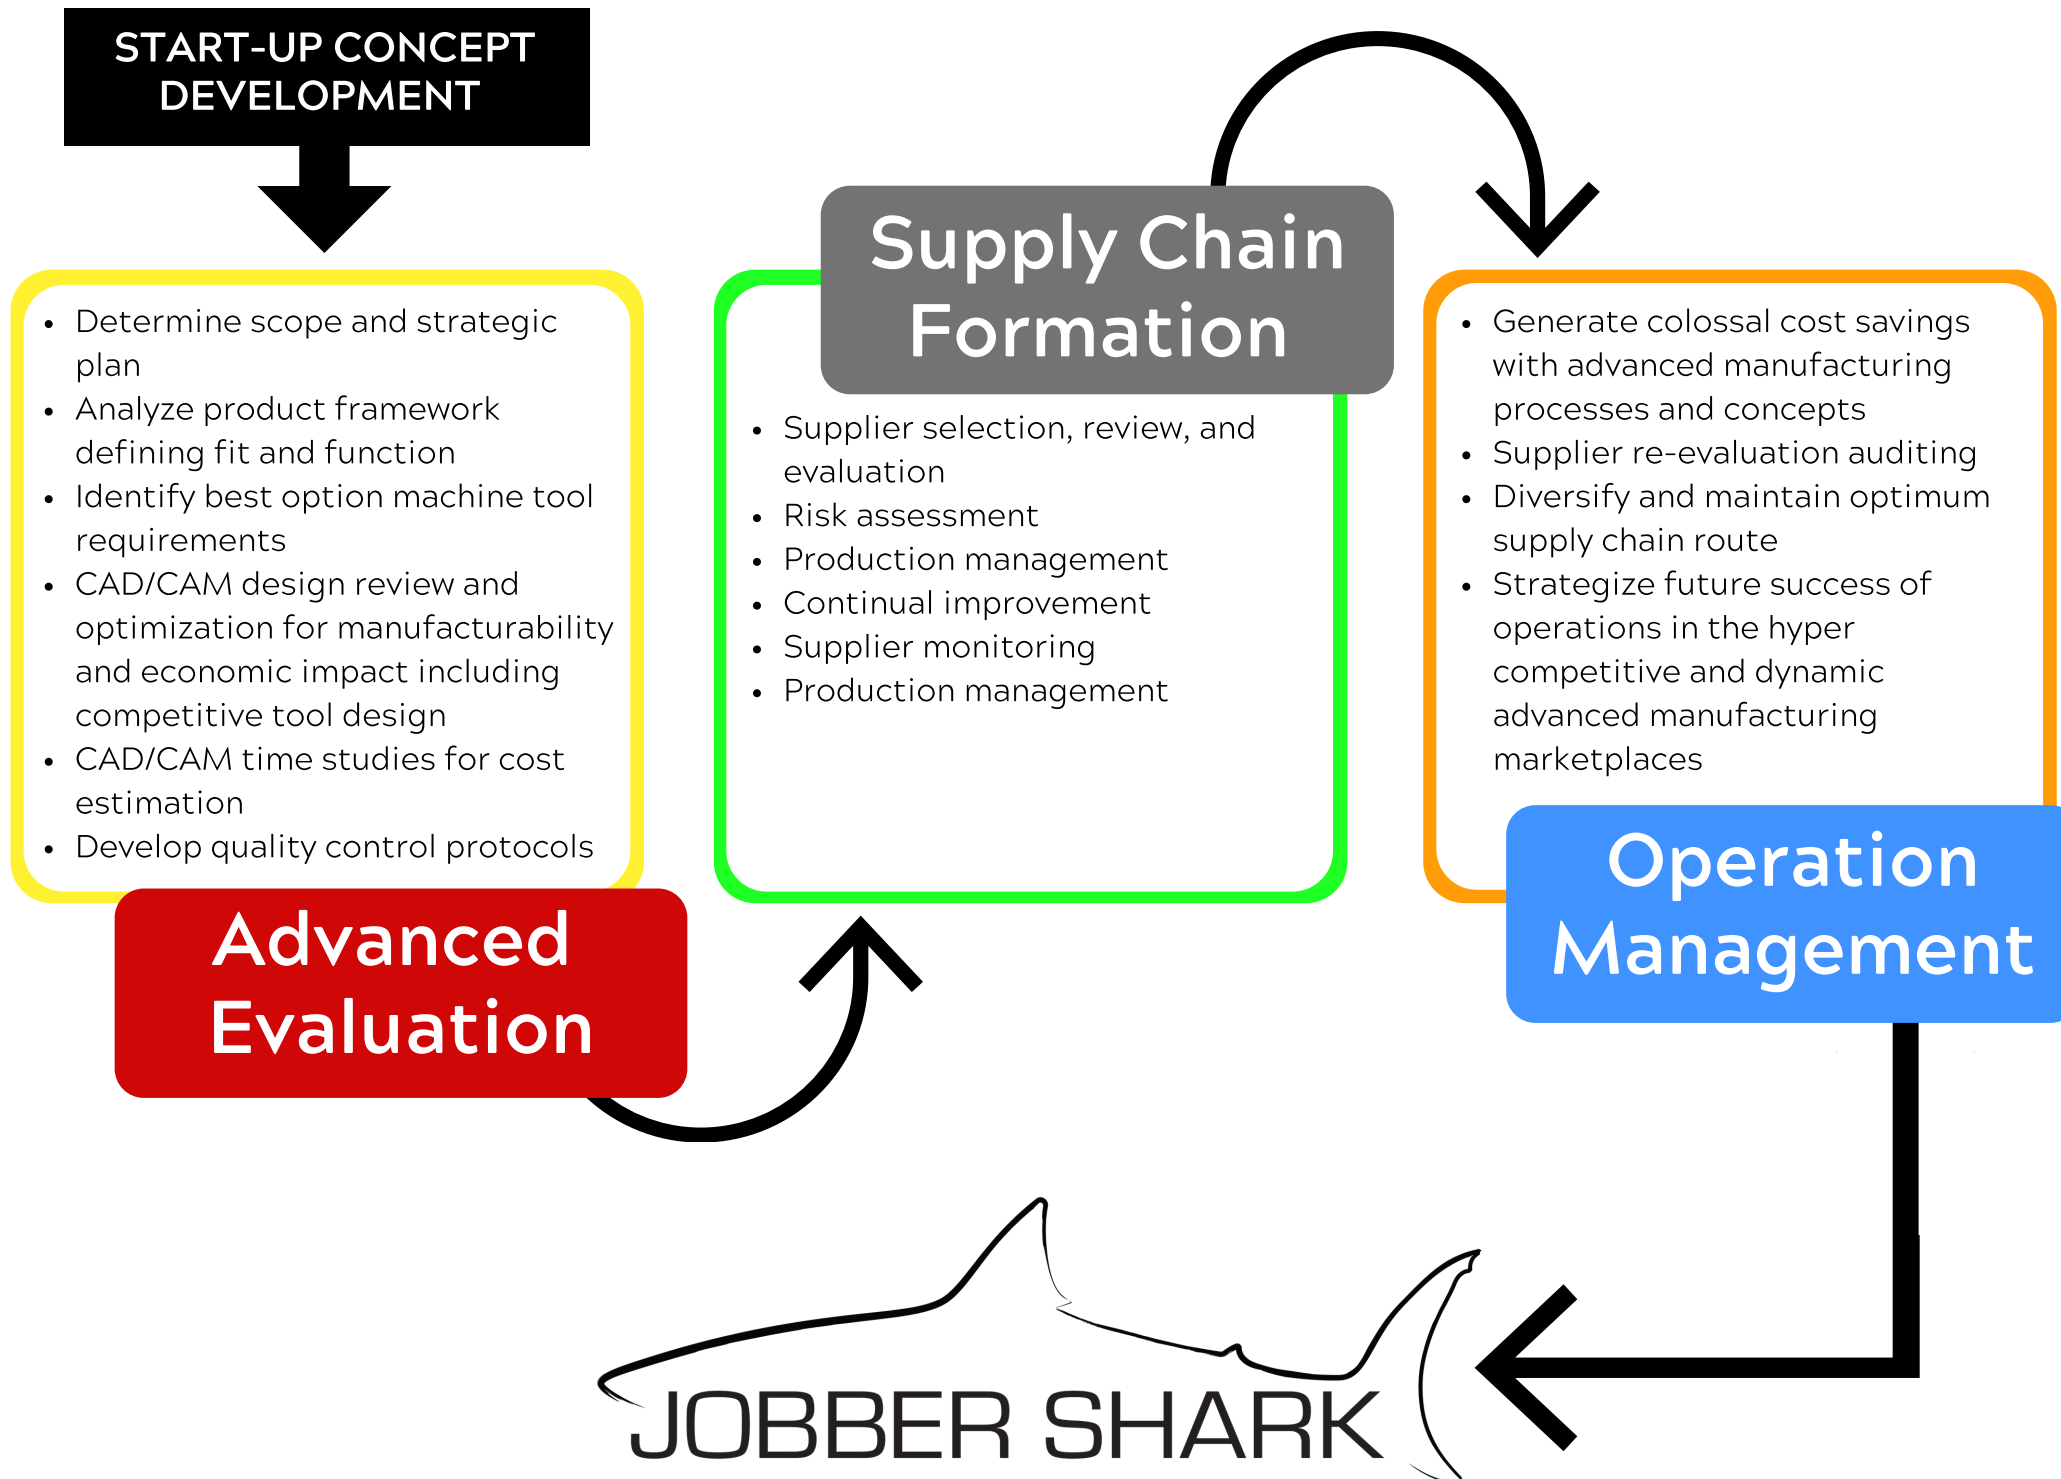 START-UP CONCEPT
DEVELOPMENT
• Determine scope and strategic
plan
• Analyze product framework
defining fit and function
• Identify best option machine tool
requirements
• CAD/CAM design review and
optimization for manufacturability
and economic impact including
competitive tool design
• CAD/CAM time studies for cost
estimation
• Develop quality control protocols
Advanced
Evaluation
Supply Chain
Formation
• Supplier selection, review, and
evaluation
• Risk assessment
• Production management
• Continual improvement
• Supplier monitoring
• Production management
• Generate colossal cost savings
with advanced manufacturing
processes and concepts
• Supplier re-evaluation auditing
• Diversify and maintain optimum
supply chain route
• Strategize future success of
operations in the hyper
competitive and dynamic
advanced manufacturing
marketplaces
Operation
Management
JOBBER SHARK